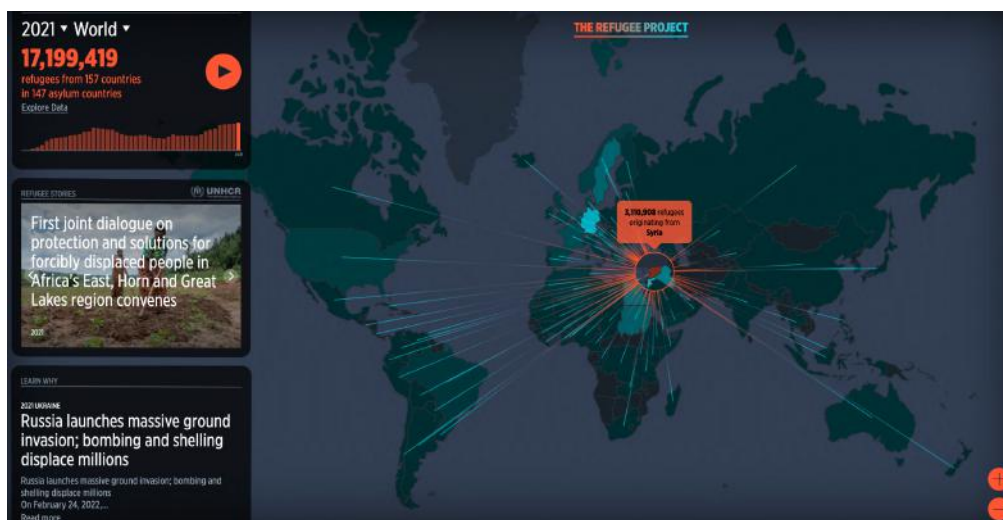 2021 ▾ World ▾
17,199,419
refugees from 157 countries
in 147 asylum countries
Explore Data
REFUGEE STORIES
UNHCR
First joint dialogue on
protection and solutions for
forcibly displaced people in
Africa's East, Horn and Great
Lakes region convenes
2021
LEARN WHY
2021 UKRAINE
Russia launches massive ground
invasion; bombing and shelling
displace millions
Russia launches massive ground invasion; bombing and
shelling displace millions
On February 24, 2022,...
Read more
THE REFUGEE PROJECT
refugees
originating from
Syria